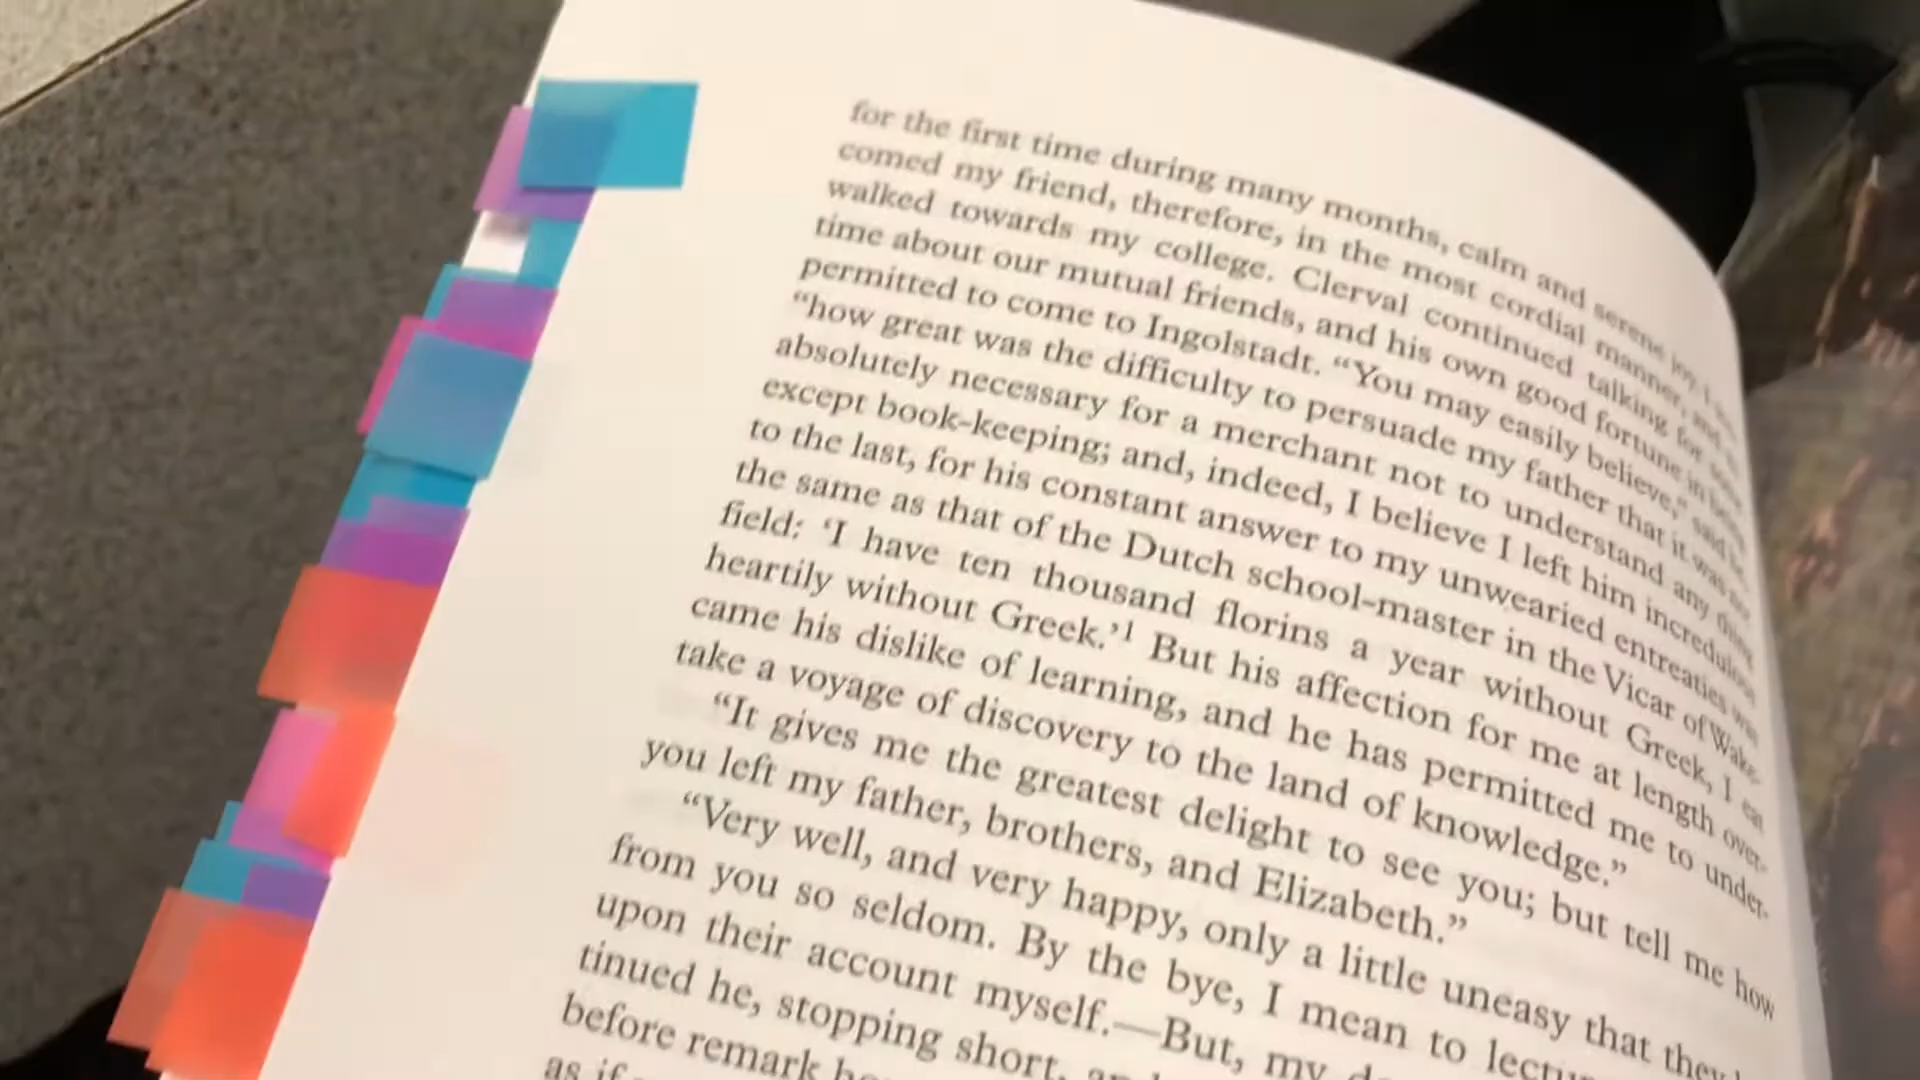 for the first time during many months, calm and serene joy. I
comed my friend, therefore, in the most cordial manner, and
walked towards my college. Clerval continued talking for some
time about our mutual friends, and his own good fortune in being
permitted to come to Ingolstadt. “You may easily believe,” said he,
“how great was the difficulty to persuade my father that it was not
absolutely necessary for a merchant not to understand any thing
except book-keeping; and, indeed, I believe I left him incredulous
to the last, for his constant answer to my unwearied entreaties was
the same as that of the Dutch school-master in the Vicar of Wake-
field: ‘I have ten thousand florins a year without Greek, I eat
heartily without Greek.’1 But his affection for me at length over-
came his dislike of learning, and he has permitted me to under-
take a voyage of discovery to the land of knowledge.”
“It gives me the greatest delight to see you; but tell me how
you left my father, brothers, and Elizabeth.”
“Very well, and very happy, only a little uneasy that they
from you so seldom. By the bye, I mean to
upon their account myself.—But, my
tinued he, stopping short,
before remark
as if